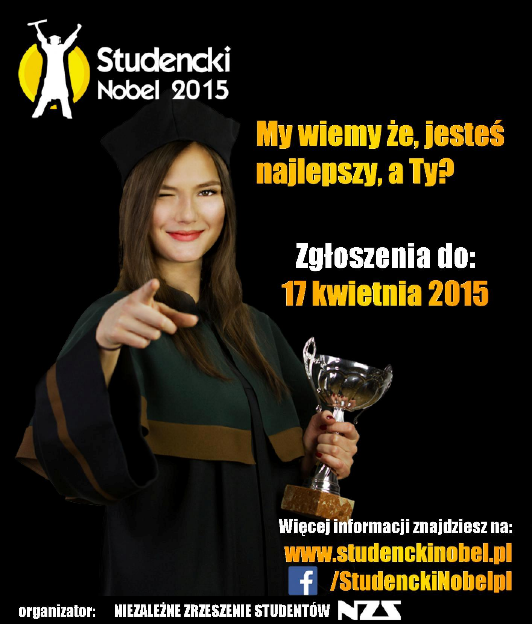 Studencki
Nobel 2015
My wiemy że, jesteś
najlepszy, a Ty?
Zgłoszenia do:
17 kwietnia 2015
Więcej informacji znajdziesz na:
www.studenckinobel.pl
/StudenckiNobelpl
organizator: NIEZALEŻNE ZRZESZENIE STUDENTÓW NZS